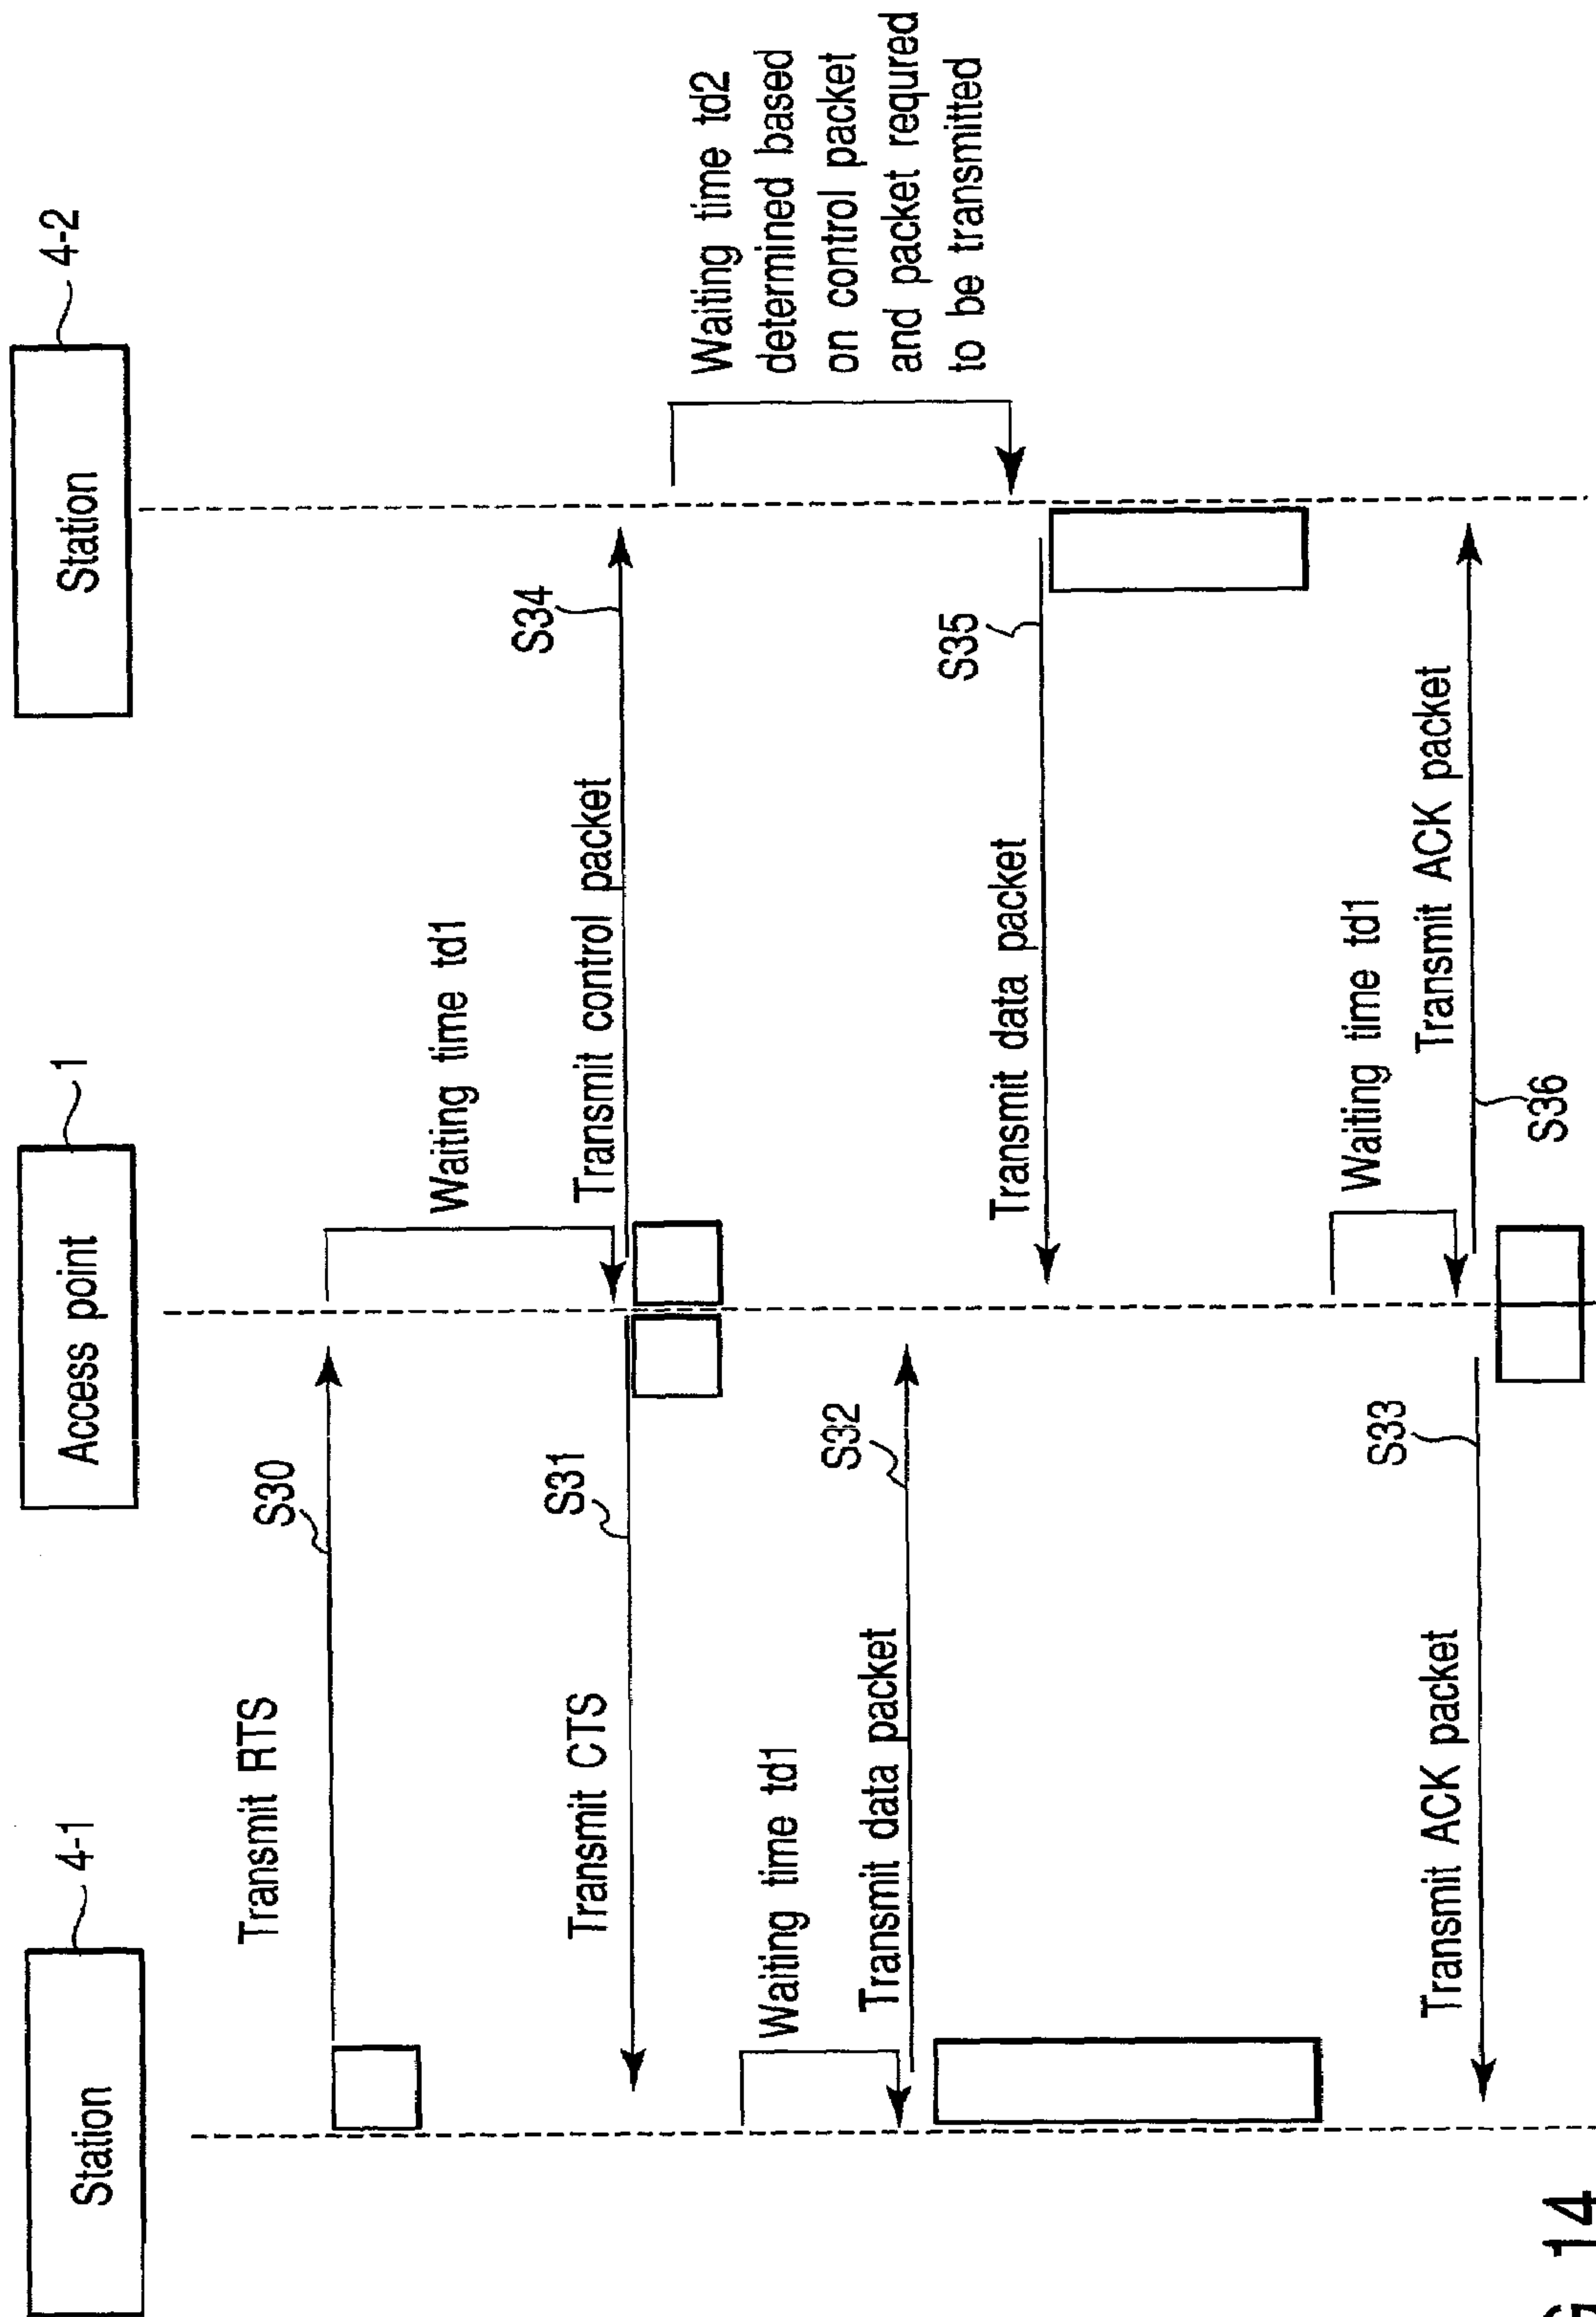 Station
4-1
Access point
1
Station
4-2
Transmit RTS
S30
Waiting time td1
Transmit CTS
S31
Transmit control packet
S34
Waiting time td2
determined based
on control packet
and packet requred
to be transmitted
Waiting time td1
Transmit data packet
S32
Transmit data packet
S35
Waiting time td1
Transmit ACK packet
S33
Transmit ACK packet
S36
G. 14